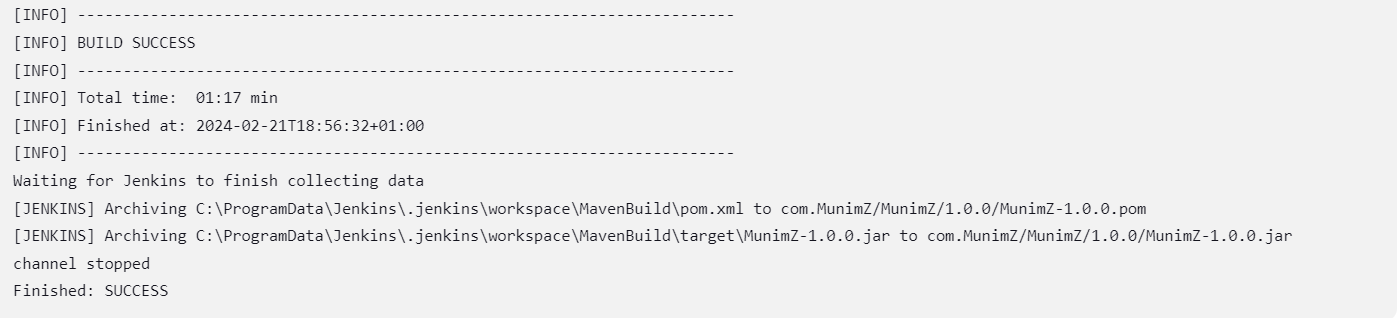 [INFO] ------------------------------------------------------------------------
[INFO] BUILD SUCCESS
[INFO] ------------------------------------------------------------------------
[INFO] Total time:  01:17 min
[INFO] Finished at: 2024-02-21T18:56:32+01:00
[INFO] ------------------------------------------------------------------------
Waiting for Jenkins to finish collecting data
[JENKINS] Archiving C:\ProgramData\Jenkins\.jenkins\workspace\MavenBuild\pom.xml to com.MunimZ/MunimZ/1.0.0/MunimZ-1.0.0.pom
[JENKINS] Archiving C:\ProgramData\Jenkins\.jenkins\workspace\MavenBuild\target\MunimZ-1.0.0.jar to com.MunimZ/MunimZ/1.0.0/MunimZ-1.0.0.jar
channel stopped
Finished: SUCCESS